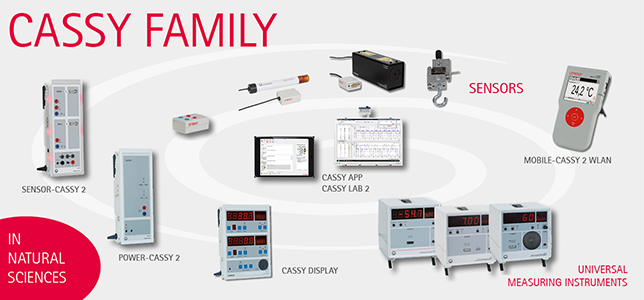 CASSY FAMILY
SENSORS
24,2 °C
SENSOR-CASSY 2
CASSY APP
CASSY LAB 2
MOBILE-CASSY 2 WLAN
POWER-CASSY 2
CASSY DISPLAY
IN
NATURAL
SCIENCES
UNIVERSAL
MEASURING INSTRUMENTS